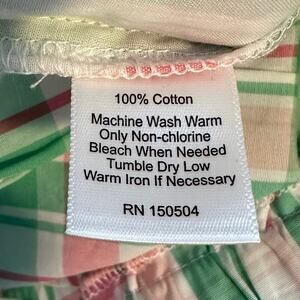 100% Cotton
Machine Wash Warm
Only Non-chlorine
Bleach When Needed
Tumble Dry Low
Warm Iron If Necessary
RN 150504